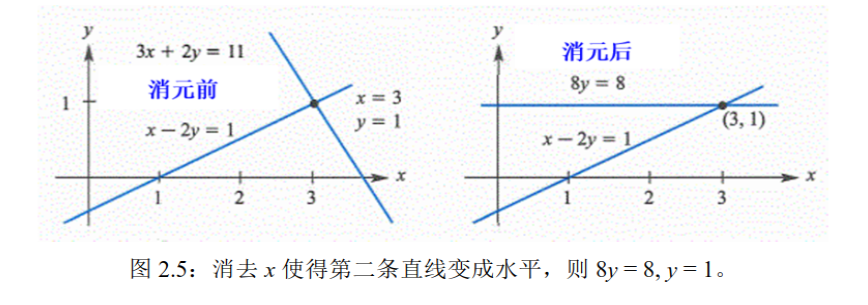 y
3x + 2y = 11
消元前
1
x = 3
y = 1
x − 2y = 1
x
1 2 3
y
消元后
8y = 8
(3, 1)
x − 2y = 1
x
1 2 3
图 2.5：消去 x 使得第二条直线变成水平，则 8y = 8, y = 1。